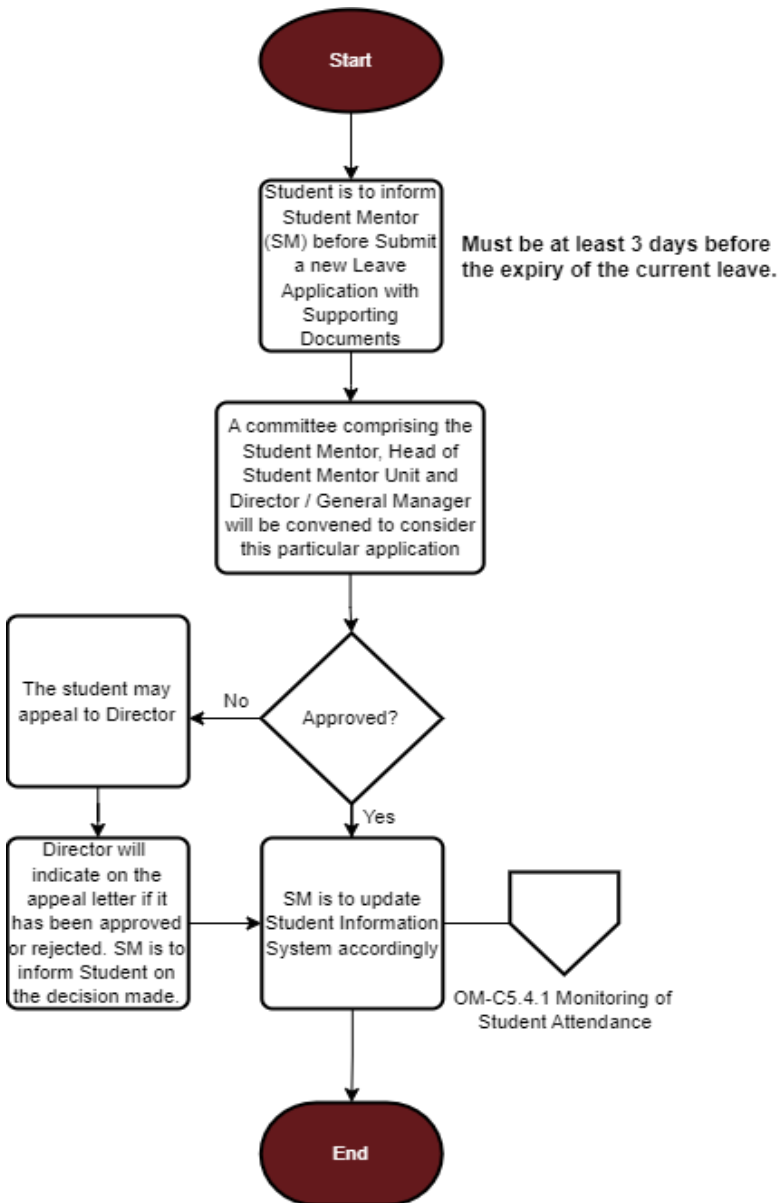 Start
Student is to inform
Student Mentor
(SM) before Submit
a new Leave
Application with
Supporting
Documents
Must be at least 3 days before
the expiry of the current leave.
A committee comprising the
Student Mentor, Head of
Student Mentor Unit and
Director / General Manager
will be convened to consider
this particular application
The student may
appeal to Director
No
Approved?
Yes
Director will
indicate on the
appeal letter if it
has been approved
or rejected. SM is to
inform Student on
the decision made.
SM is to update
Student Information
System accordingly
OM-C5.4.1 Monitoring of
Student Attendance
End